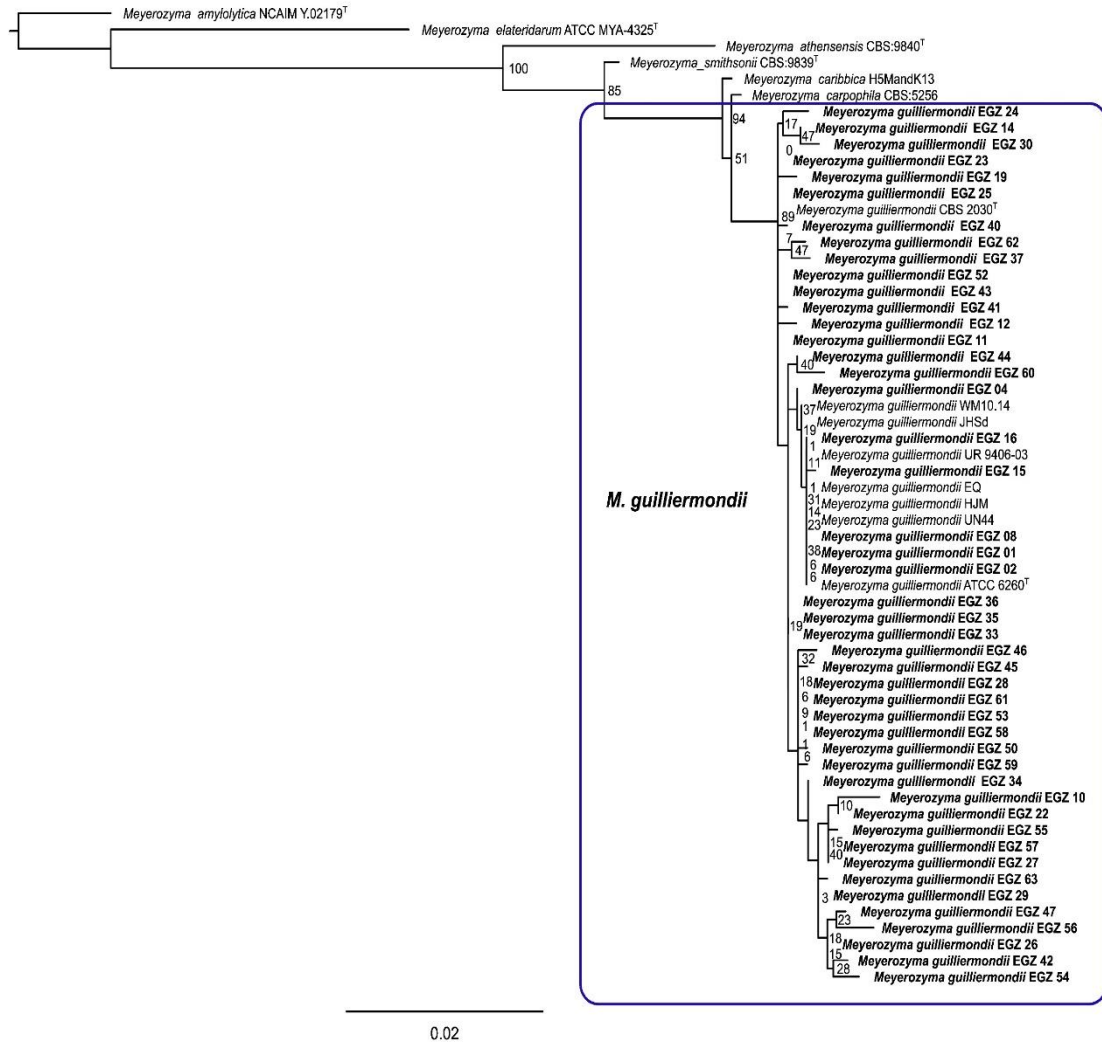 Meyerozyma amylolytica NCAIM Y.02179ᵀ
Meyerozyma elateridarum ATCC MYA-4325ᵀ
Meyerozyma athensensis CBS:9840ᵀ
100
Meyerozyma_smithsonii CBS:9839ᵀ
85
Meyerozyma caribbica H5MandK13
Meyerozyma carpophila CBS:5256
94
Meyerozyma guilliermondii EGZ 24
17
Meyerozyma guilliermondii EGZ 14
47
Meyerozyma guilliermondii EGZ 30
0
51
Meyerozyma guilliermondii EGZ 23
Meyerozyma guilliermondii EGZ 19
Meyerozyma guilliermondii EGZ 25
Meyerozyma guilliermondii CBS 2030ᵀ
89
Meyerozyma guilliermondii EGZ 40
7
Meyerozyma guilliermondii EGZ 62
47
Meyerozyma guilliermondii EGZ 37
Meyerozyma guilliermondii EGZ 52
Meyerozyma guilliermondii EGZ 43
Meyerozyma guilliermondii EGZ 41
Meyerozyma guilliermondii EGZ 12
Meyerozyma guilliermondii EGZ 11
Meyerozyma guilliermondii EGZ 44
40
Meyerozyma guilliermondii EGZ 60
Meyerozyma guilliermondii EGZ 04
37
Meyerozyma guilliermondii WM10.14
Meyerozyma guilliermondii JHSd
19
Meyerozyma guilliermondii EGZ 16
1
Meyerozyma guilliermondii UR 9406-03
11
Meyerozyma guilliermondii EGZ 15
1
Meyerozyma guilliermondii EQ
31
M. guilliermondii
Meyerozyma guilliermondii HJM
14
Meyerozyma guilliermondii UN44
23
Meyerozyma guilliermondii EGZ 08
38
Meyerozyma guilliermondii EGZ 01
6
Meyerozyma guilliermondii EGZ 02
6
Meyerozyma guilliermondii ATCC 6260ᵀ
Meyerozyma guilliermondii EGZ 36
Meyerozyma guilliermondii EGZ 35
19
Meyerozyma guilliermondii EGZ 33
Meyerozyma guilliermondii EGZ 46
32
Meyerozyma guilliermondii EGZ 45
18
Meyerozyma guilliermondii EGZ 28
6
Meyerozyma guilliermondii EGZ 61
9
Meyerozyma guilliermondii EGZ 53
1
Meyerozyma guilliermondii EGZ 58
1
Meyerozyma guilliermondii EGZ 50
6
Meyerozyma guilliermondii EGZ 59
Meyerozyma guilliermondii EGZ 34
Meyerozyma guilliermondii EGZ 10
10
Meyerozyma guilliermondii EGZ 22
Meyerozyma guilliermondii EGZ 55
15
Meyerozyma guilliermondii EGZ 57
40
Meyerozyma guilliermondii EGZ 27
Meyerozyma guilliermondii EGZ 63
3
Meyerozyma guilliermondii EGZ 29
Meyerozyma guilliermondii EGZ 47
23
Meyerozyma guilliermondii EGZ 56
18
Meyerozyma guilliermondii EGZ 26
15
Meyerozyma guilliermondii EGZ 42
28
Meyerozyma guilliermondii EGZ 54
0.02